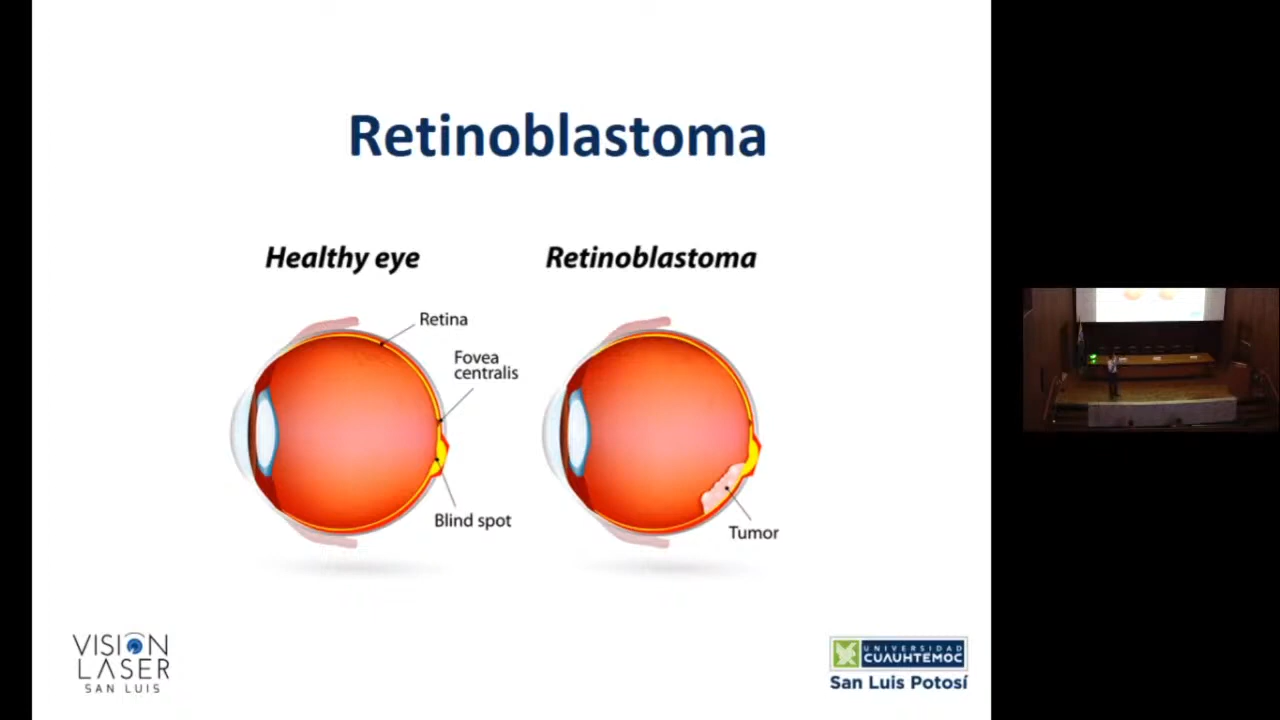 Retinoblastoma
Healthy eye
Retinoblastoma
Retina
Fovea
centralis
Blind spot
Tumor
VISION
LASER
SAN LUIS
UNIVERSIDAD
CUAUHTEMOC
San Luis Potosí